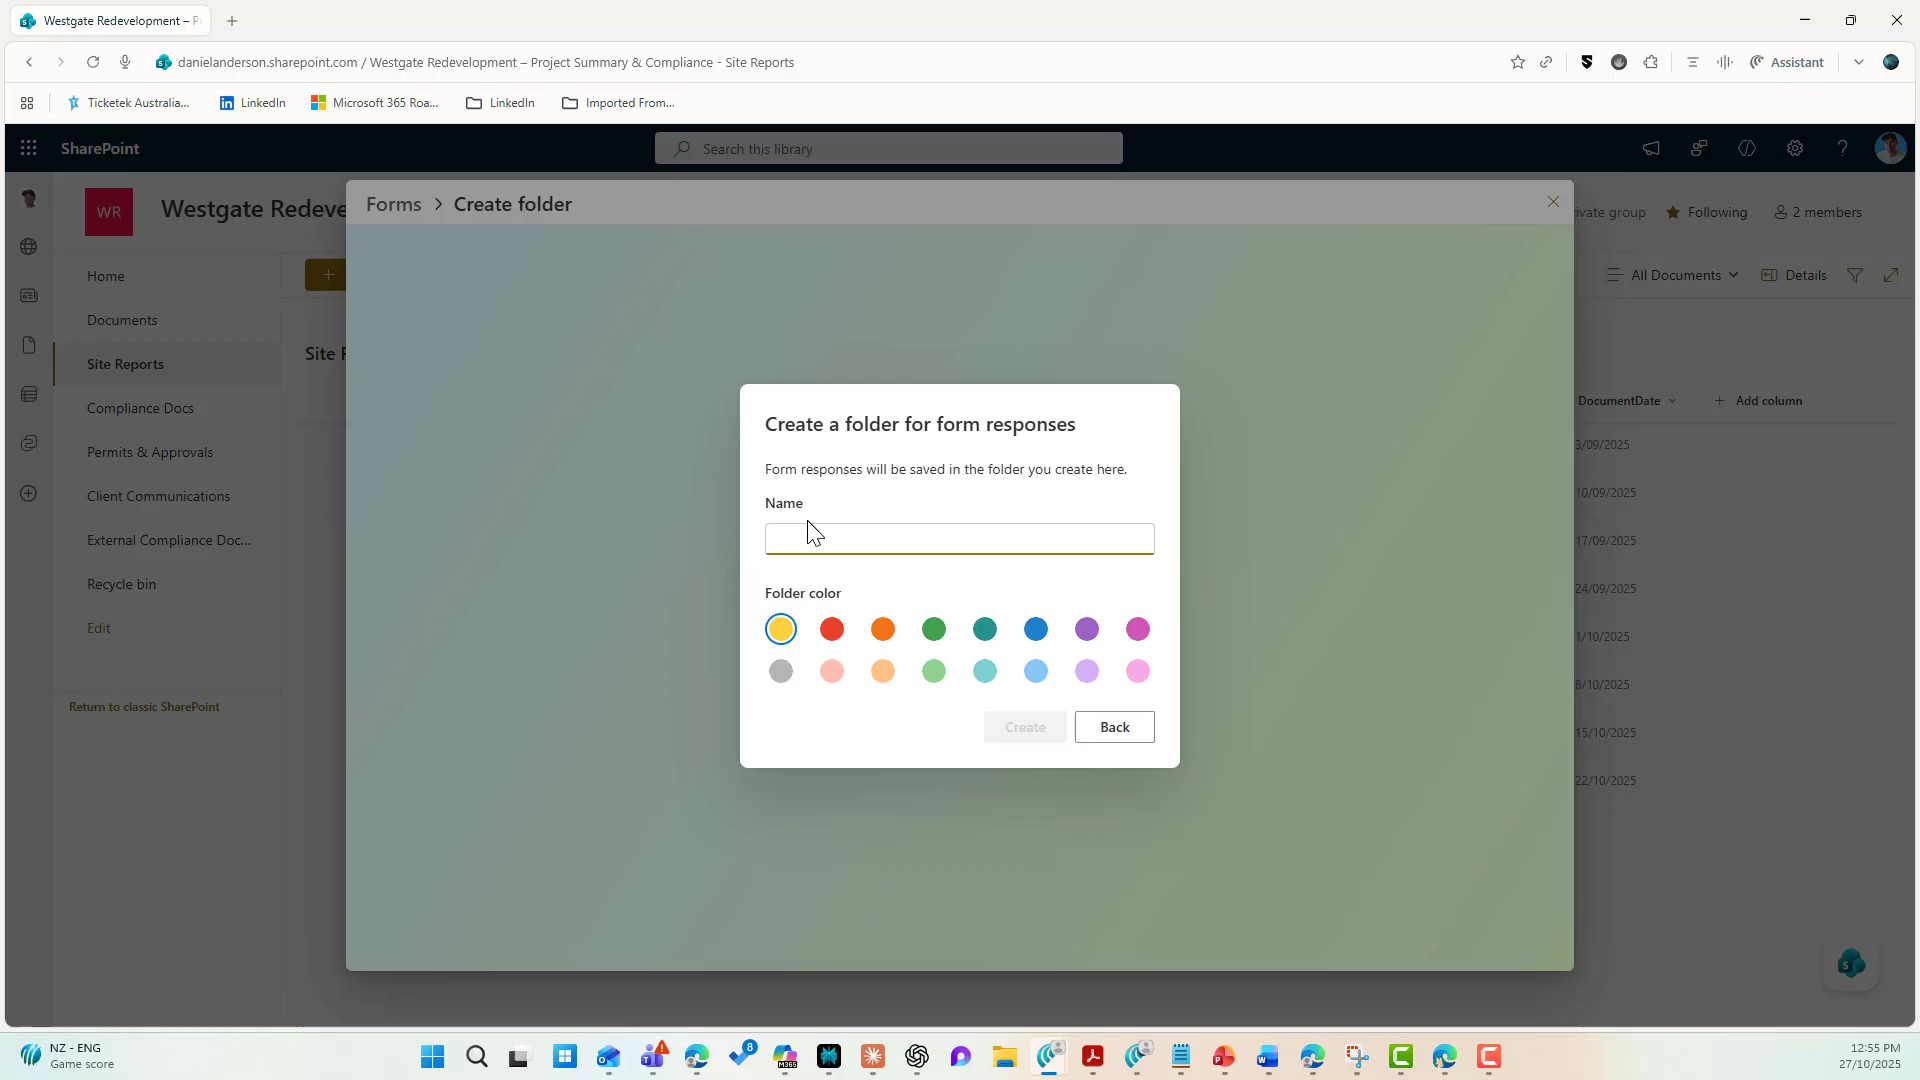 Westgate Redevelopment – P
danielanderson.sharepoint.com / Westgate Redevelopment – Project Summary & Compliance - Site Reports
Assistant
Ticketek Australia...
LinkedIn
Microsoft 365 Roa...
LinkedIn
Imported From...
SharePoint
Search this library
WR
Westgate Redeve
Forms > Create folder
rivate group
Following
2 members
Home
Documents
Site Reports
Compliance Docs
Permits & Approvals
Client Communications
External Compliance Doc...
Recycle bin
Edit
Return to classic SharePoint
All Documents
Details
Site R
DocumentDate
Add column
3/09/2025
10/09/2025
17/09/2025
24/09/2025
1/10/2025
8/10/2025
15/10/2025
22/10/2025
Create a folder for form responses
Form responses will be saved in the folder you create here.
Name
Folder color
Create
Back
NZ - ENG
Game score
8
M365
12:55 PM
27/10/2025